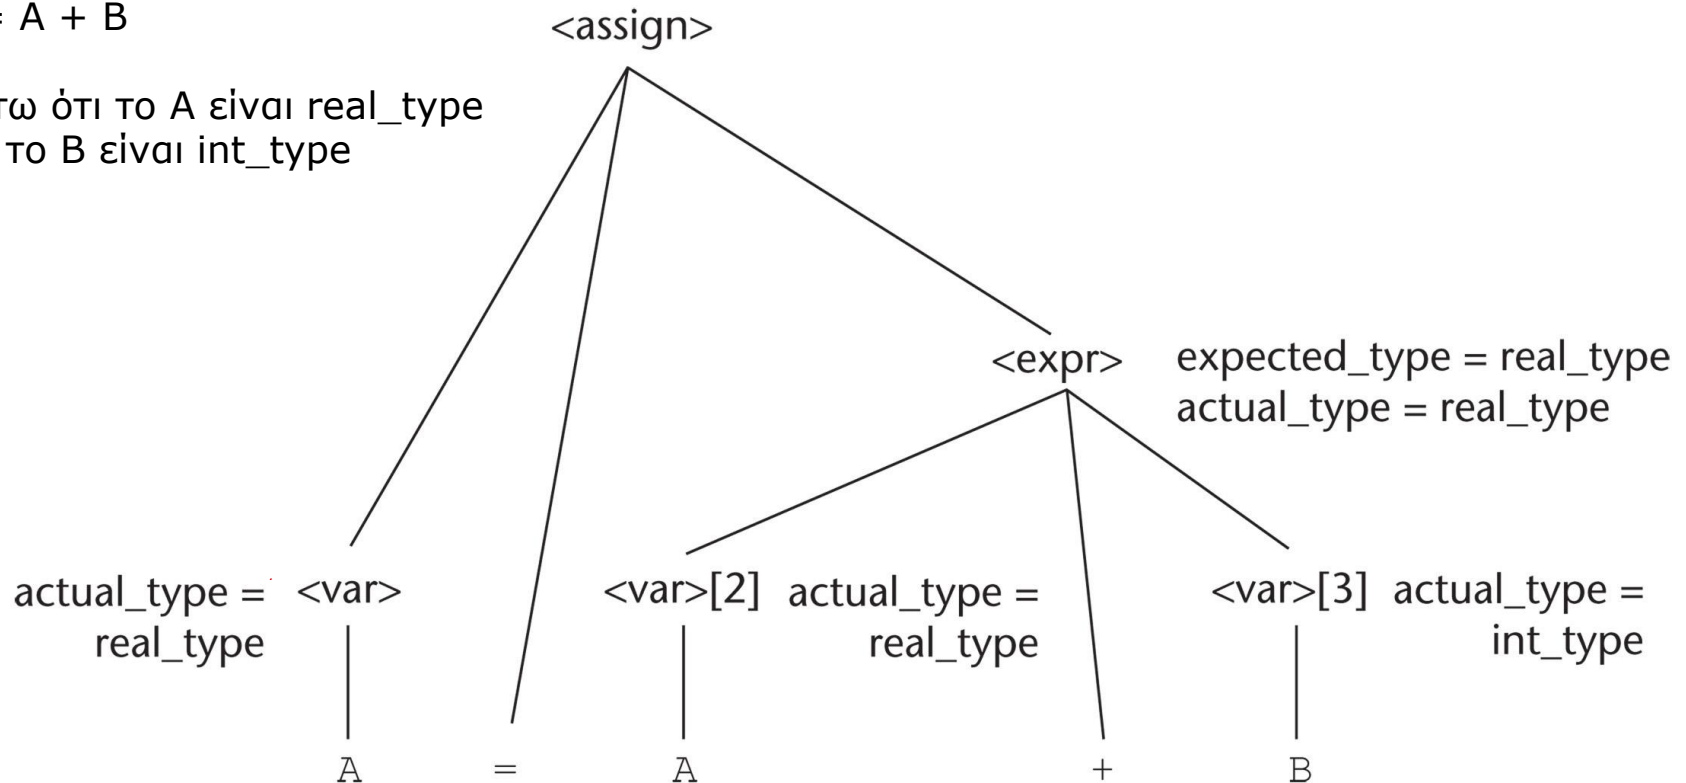 = A + B
<assign>
τω ότι το A είναι real_type
το B είναι int_type
<expr> expected_type = real_type
actual_type = real_type
actual_type = <var> <var>[2] actual_type = <var>[3] actual_type =
real_type real_type int_type
A = A + B